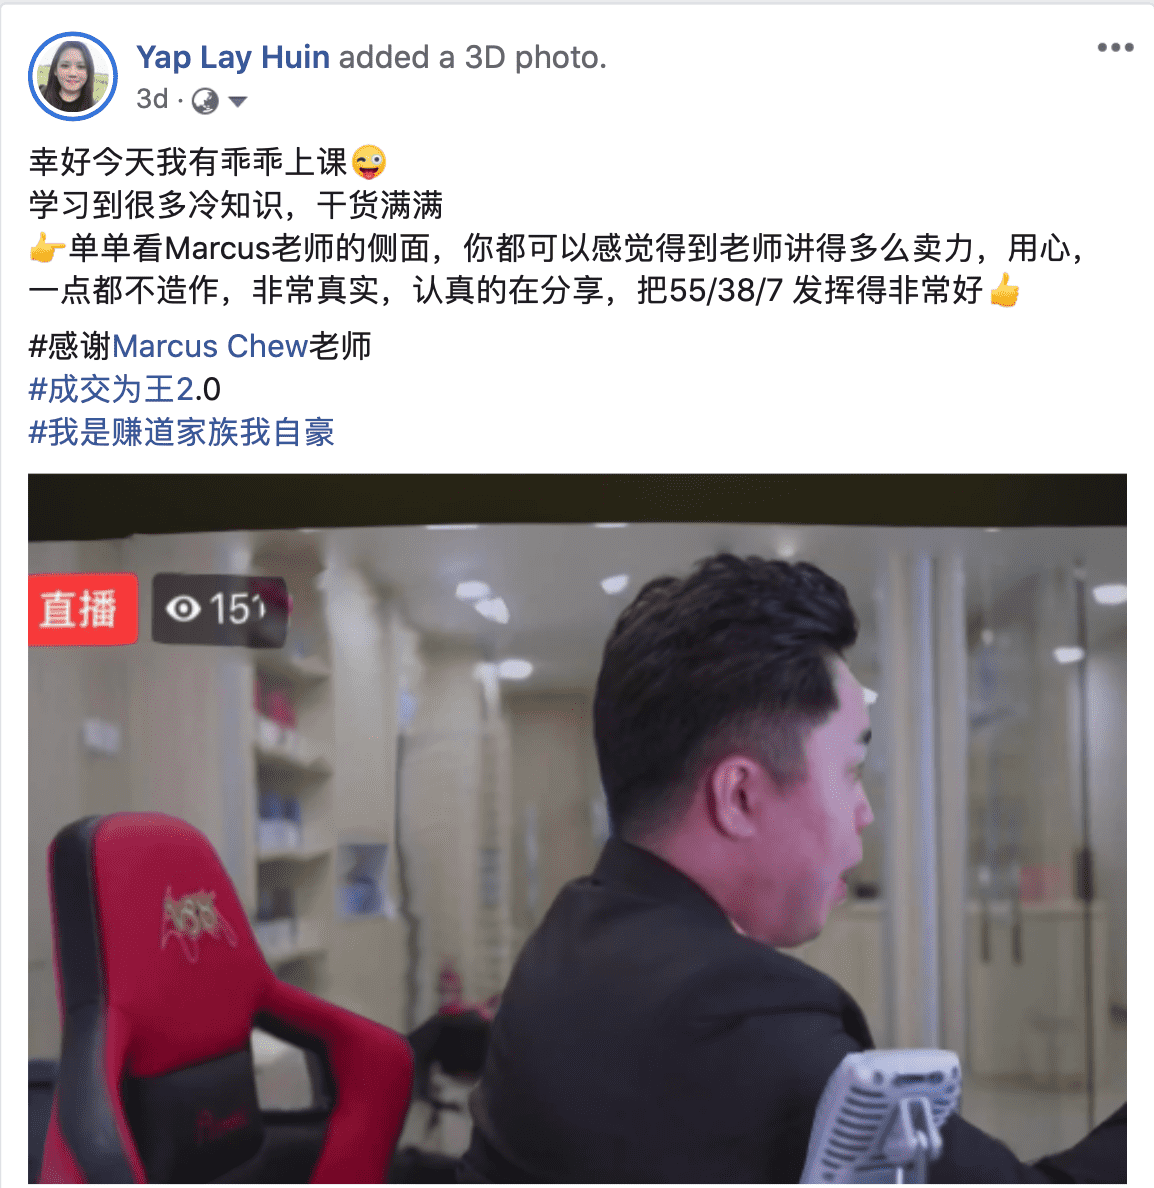 Yap Lay Huin added a 3D photo.
3d ·
幸好今天我有乖乖上课😜
学习到很多冷知识，干货满满
👉单单看Marcus老师的侧面，你都可以感觉得到老师讲得多么卖力，用心，
一点都不造作，非常真实，认真的在分享，把55/38/7 发挥得非常好👍
#感谢Marcus Chew老师
#成交为王2.0
#我是赚道家族我自豪
直播
151